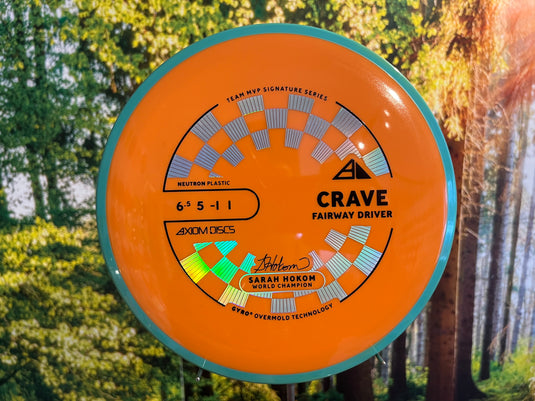 TEAM MVP SIGNATURE SERIES
NEUTRON PLASTIC
6.5 5 -1 1
AXIOM DISCS
CRAVE
FAIRWAY DRIVER
SHokom
SARAH HOKOM
WORLD CHAMPION
GYRO® OVERMOLD TECHNOLOGY